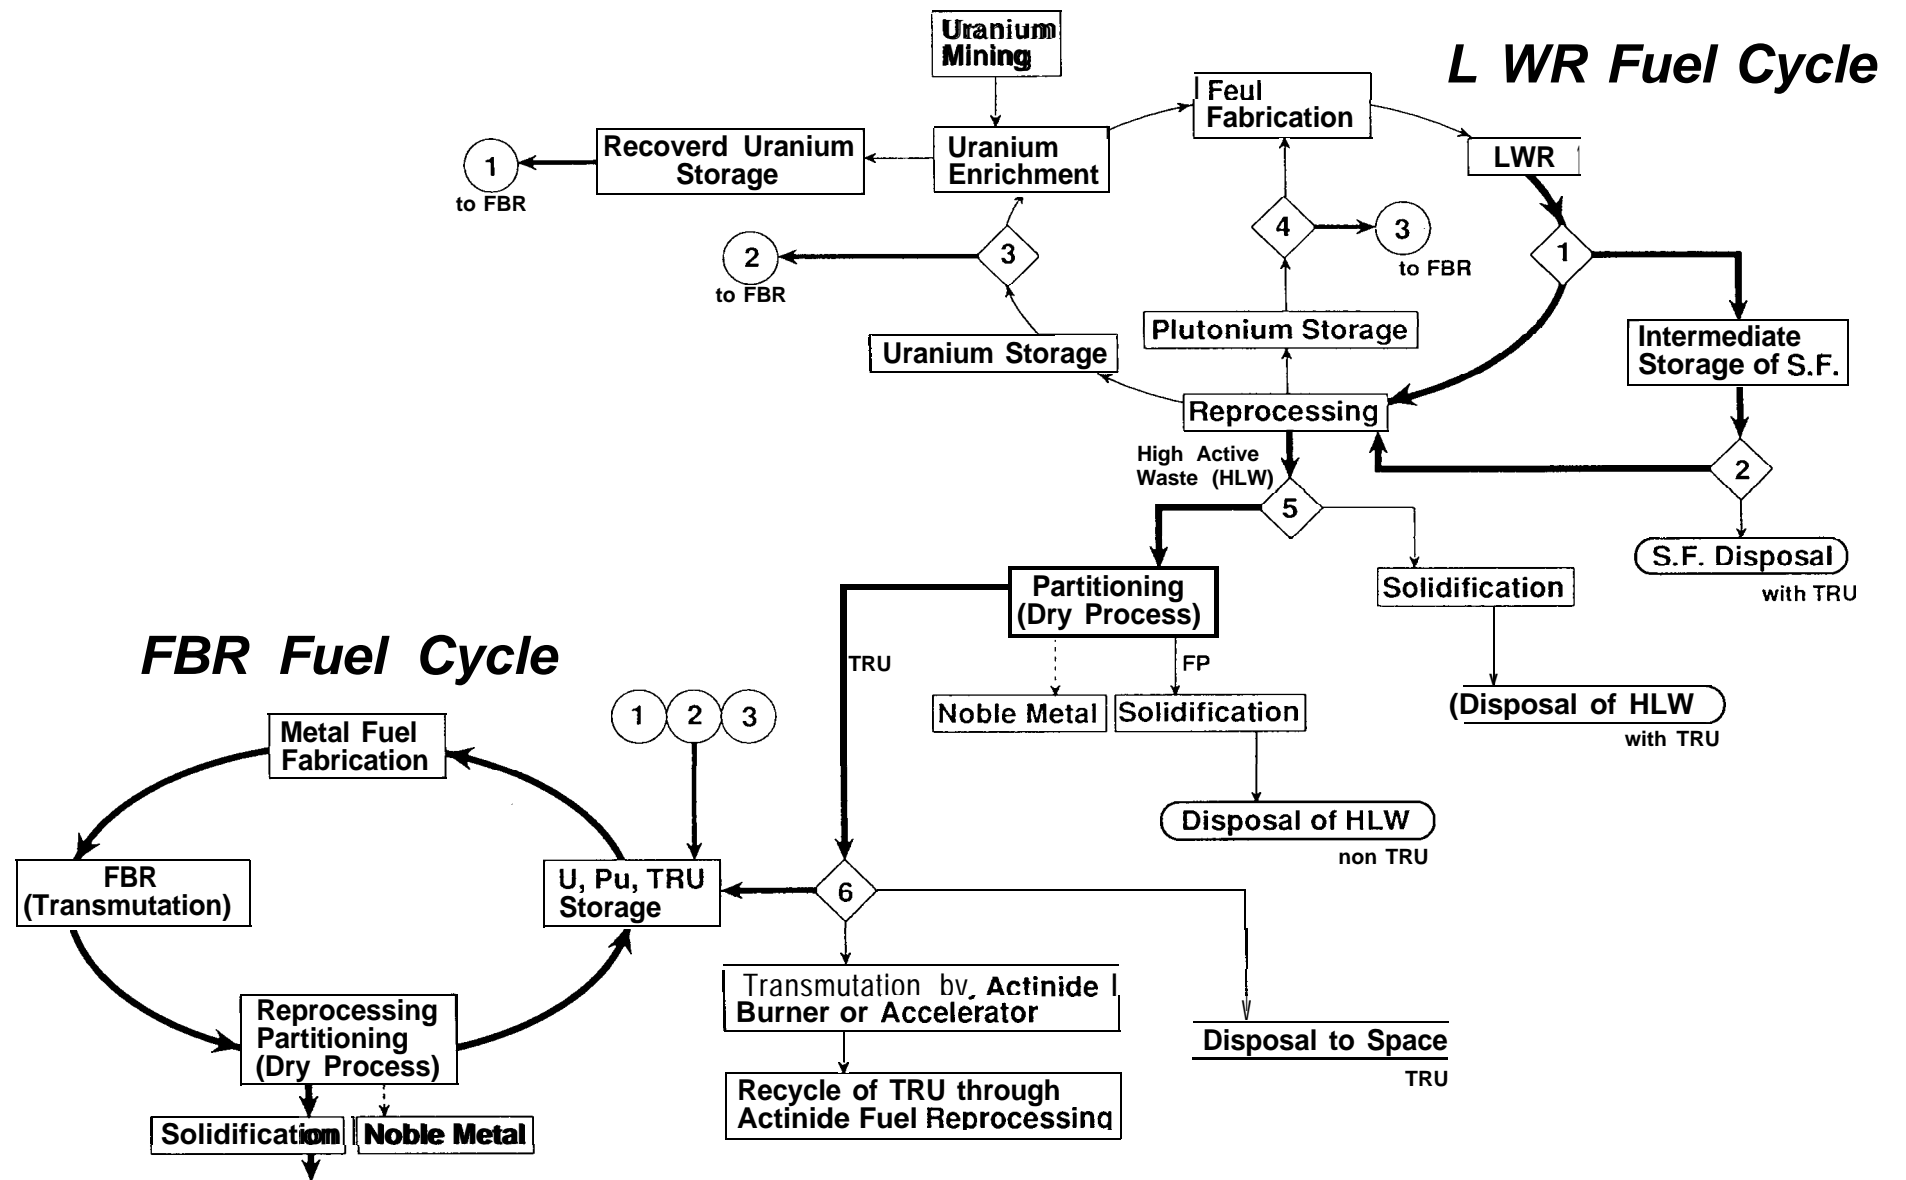 Uranium
Mining
L WR Fuel Cycle
Feul
Fabrication
Recoverd Uranium
Storage
Uranium
Enrichment
LWR
1
to FBR
2
to FBR
3
4
3
to FBR
1
Plutonium Storage
Uranium Storage
Intermediate
Storage of S.F.
Reprocessing
High Active
Waste (HLW)
5
2
S.F. Disposal
with TRU
Partitioning
(Dry Process)
Solidification
TRU
FP
Noble Metal
Solidification
(Disposal of HLW
with TRU
Disposal of HLW
non TRU
FBR Fuel Cycle
1
2
3
Metal Fuel
Fabrication
FBR
(Transmutation)
U, Pu, TRU
Storage
6
Reprocessing
Partitioning
(Dry Process)
Solidification
Noble Metal
Transmutation by Actinide
Burner or Accelerator
Recycle of TRU through
Actinide Fuel Reprocessing
Disposal to Space
TRU